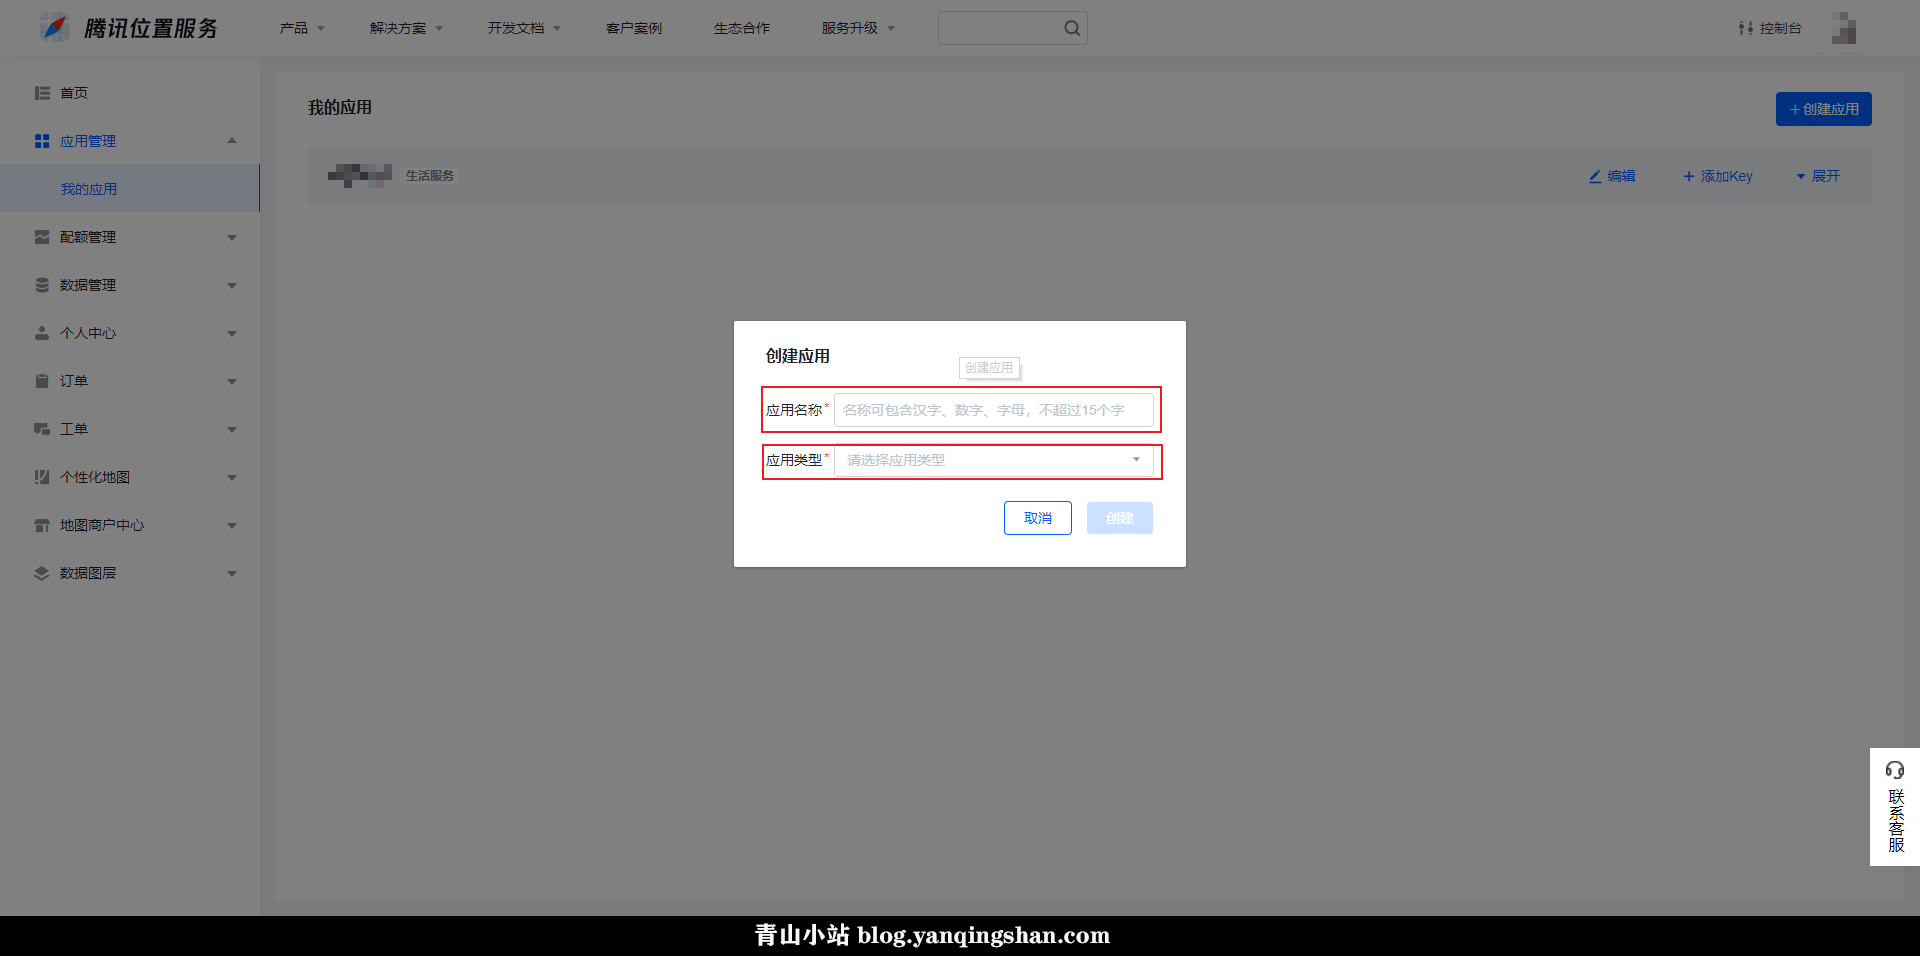 腾讯位置服务
产品
解决方案
开发文档
客户案例
生态合作
服务升级
控制台
首页
应用管理
我的应用
配额管理
数据管理
个人中心
订单
工单
个性化地图
地图商户中心
数据图层
我的应用
+创建应用
生活服务
编辑
+ 添加Key
展开
创建应用
创建应用
应用名称*
名称可包含汉字、数字、字母，不超过15个字
应用类型*
请选择应用类型
取消
创建
联系客服
青山小站 blog.yanqingshan.com